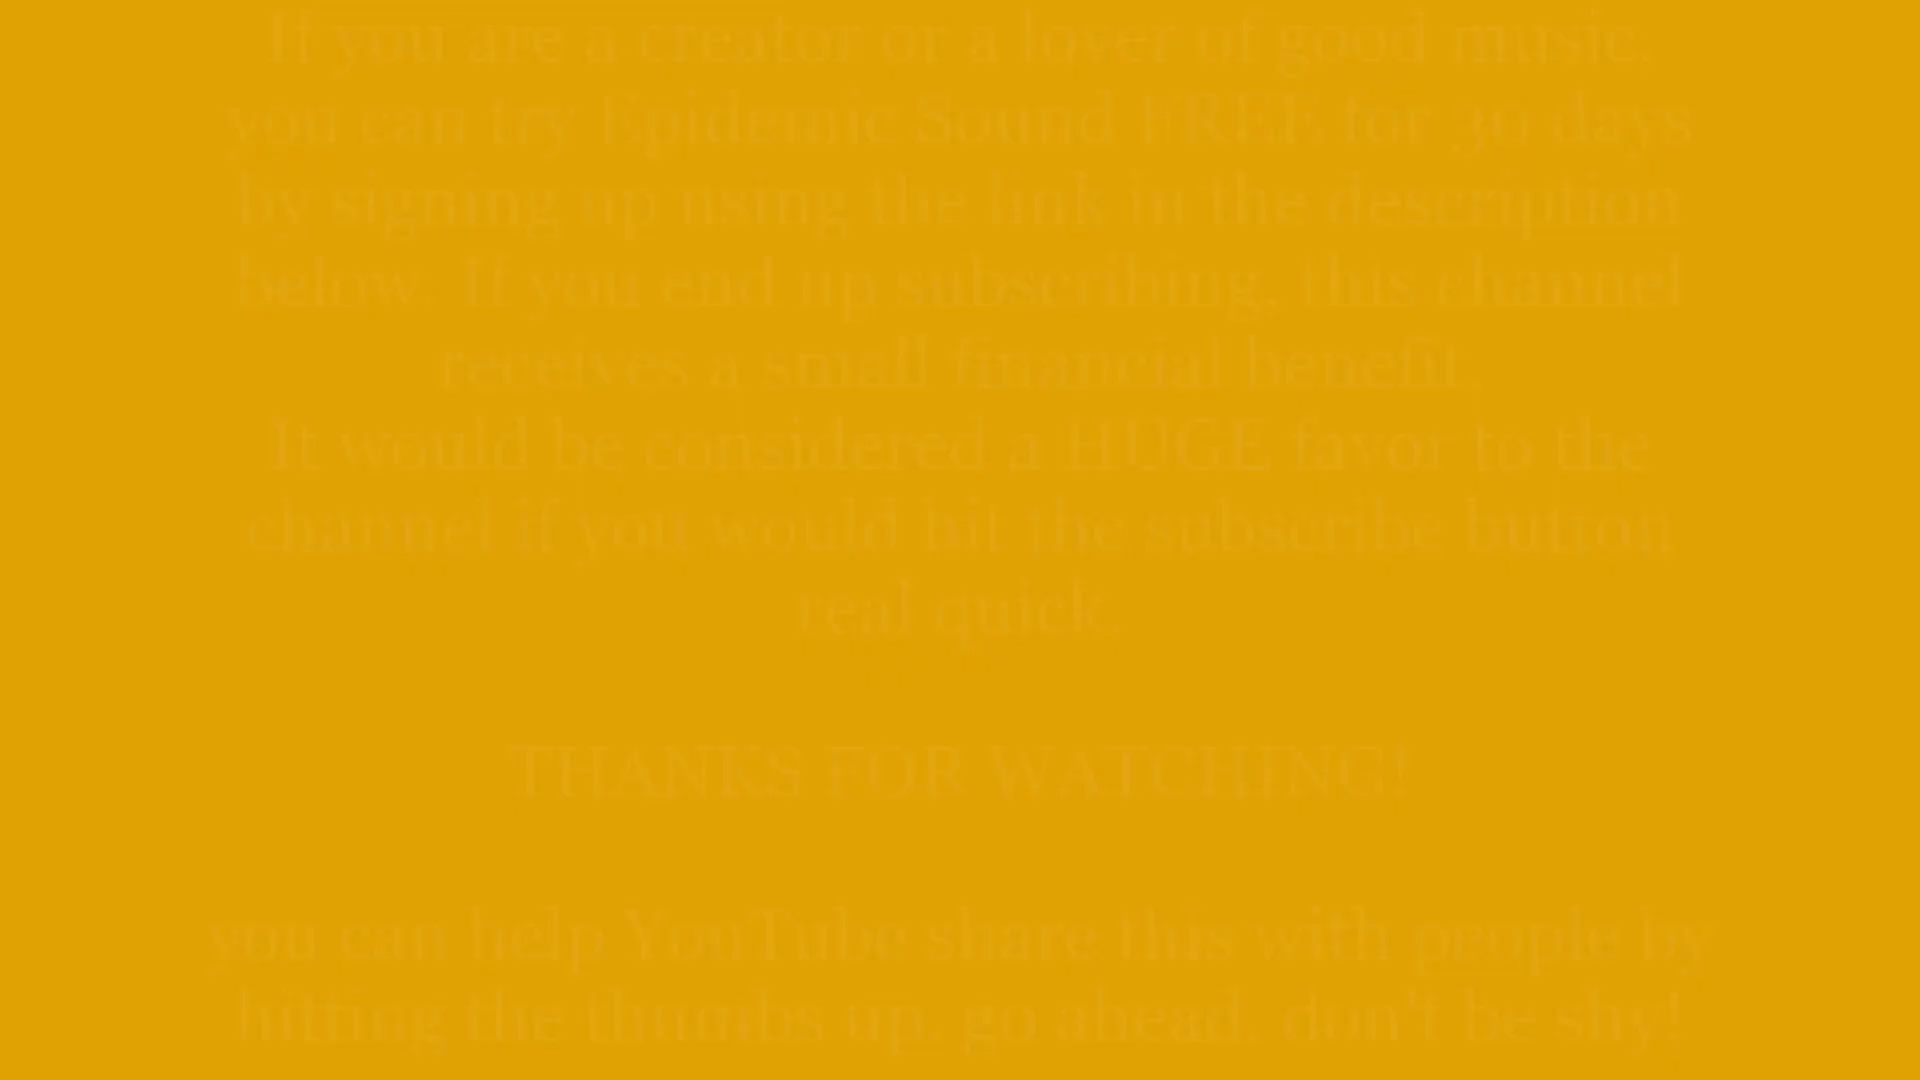 If you are a creator or a lover of good music,
you can try Epidemic Sound FREE for 30 days
by signing up using the link in the description
below. If you end up subscribing, this channel
receives a small financial benefit.
It would be considered a HUGE favor to the
channel if you would hit the subscribe button
real quick.
THANKS FOR WATCHING!
you can help YouTube share this with people by
hitting the thumbs up, go ahead, don't be shy!